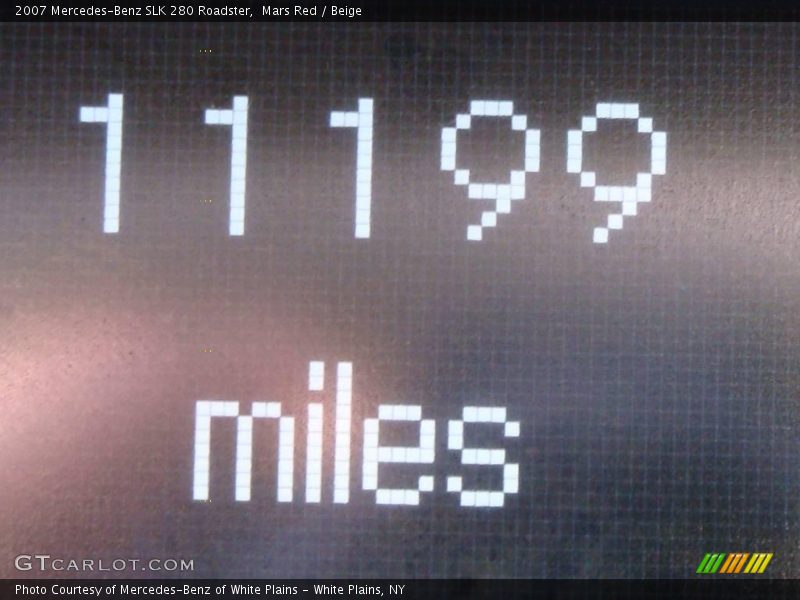 2007 Mercedes-Benz SLK 280 Roadster,  Mars Red / Beige
11199
miles
GTCARLOT.COM
Photo Courtesy of Mercedes-Benz of White Plains - White Plains, NY